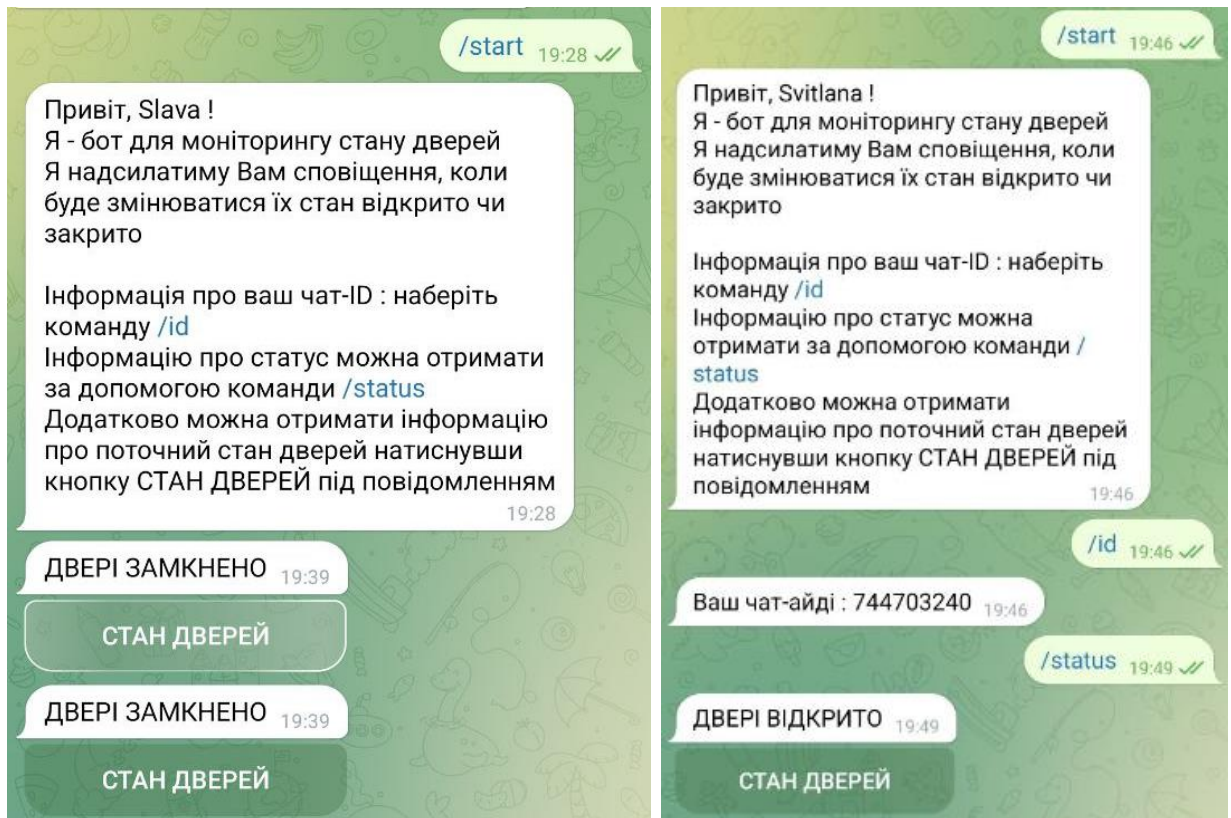 /start 19:28
Привіт, Slava !
Я - бот для моніторингу стану дверей
Я надсилатиму Вам сповіщення, коли
буде змінюватися їх стан відкрито чи
закрито
Інформація про ваш чат-ID : наберіть
команду /id
Інформацію про статус можна отримати
за допомогою команди /status
Додатково можна отримати інформацію
про поточний стан дверей натиснувши
кнопку СТАН ДВЕРЕЙ під повідомленням
19:28
ДВЕРІ ЗАМКНЕНО 19:39
СТАН ДВЕРЕЙ
ДВЕРІ ЗАМКНЕНО 19:39
СТАН ДВЕРЕЙ
/start 19:46
Привіт, Svitlana !
Я - бот для моніторингу стану дверей
Я надсилатиму Вам сповіщення, коли
буде змінюватися їх стан відкрито чи
закрито
Інформація про ваш чат-ID : наберіть
команду /id
Інформацію про статус можна
отримати за допомогою команди /
status
Додатково можна отримати
інформацію про поточний стан дверей
натиснувши кнопку СТАН ДВЕРЕЙ під
повідомленням 19:46
/id 19:46
Ваш чат-айді : 744703240 19:46
/status 19:49
ДВЕРІ ВІДКРИТО 19:49
СТАН ДВЕРЕЙ